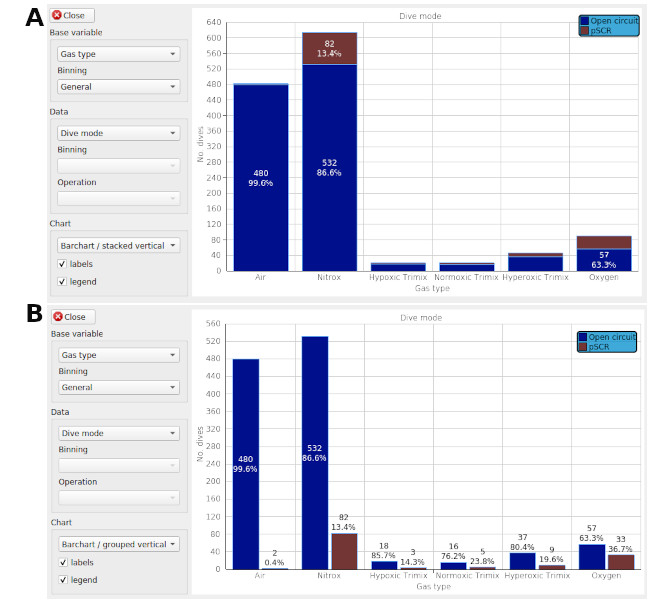 A
Close
Base variable
Gas type
Binning
General
Data
Dive mode
Binning
Operation
Chart
Barchart / stacked vertical
labels
legend
Dive mode
Open circuit
pSCR
640
600
560
520
480
440
400
360
320
280
240
200
160
120
80
40
0
No. dives
480
99.6%
82
13.4%
532
86.6%
57
63.3%
Air Nitrox Hypoxic Trimix Normoxic Trimix Hyperoxic Trimix Oxygen
Gas type
B
Close
Base variable
Gas type
Binning
General
Data
Dive mode
Binning
Operation
Chart
Barchart / grouped vertical
labels
legend
Dive mode
Open circuit
pSCR
560
520
480
440
400
360
320
280
240
200
160
120
80
40
0
No. dives
480
99.6%
2
0.4%
532
86.6%
82
13.4%
18
85.7%
3
14.3%
16
76.2%
5
23.8%
37
80.4%
9
19.6%
57
63.3%
33
36.7%
Air Nitrox Hypoxic Trimix Normoxic Trimix Hyperoxic Trimix Oxygen
Gas type